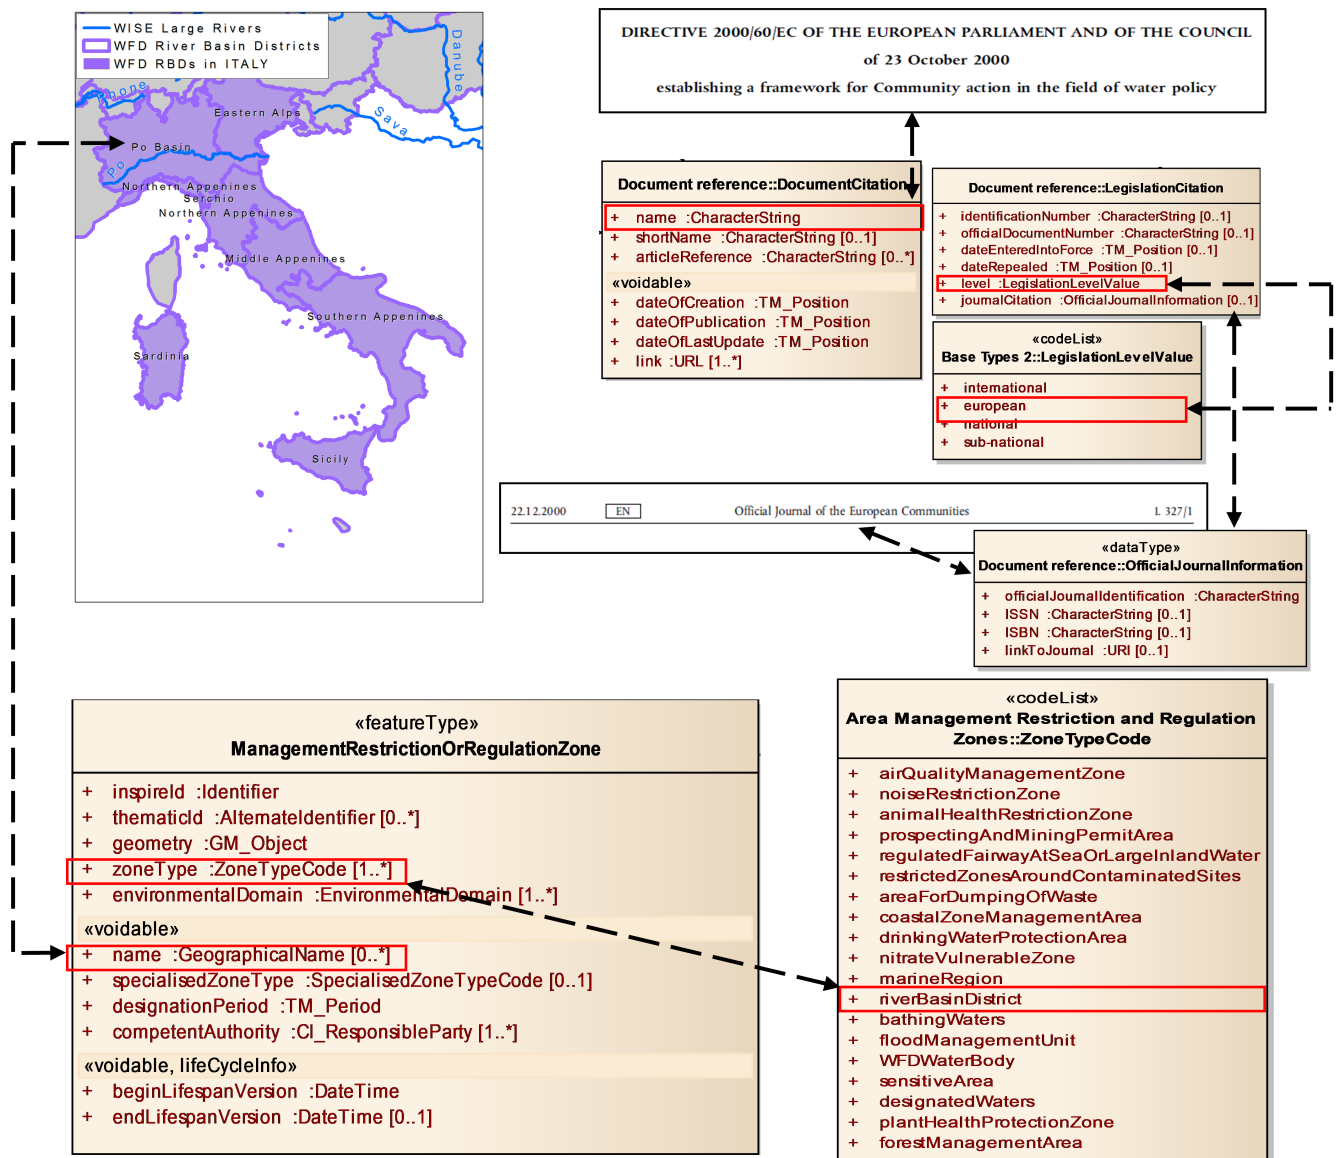 WISE Large Rivers
WFD River Basin Districts
WFD RBDs in ITALY
Rhone
Danube
Sava
Eastern Alps
Po Basin
Po
Northern Appenines
Serchio
Northern Appenines
Middle Appenines
Southern Appenines
Sardinia
Sicily
DIRECTIVE 2000/60/EC OF THE EUROPEAN PARLIAMENT AND OF THE COUNCIL
of 23 October 2000
establishing a framework for Community action in the field of water policy
Document reference::DocumentCitation
+ name :CharacterString
+ shortName :CharacterString [0..1]
+ articleReference :CharacterString [0..*]
«voidable»
+ dateOfCreation :TM_Position
+ dateOfPublication :TM_Position
+ dateOfLastUpdate :TM_Position
+ link :URL [1..*]
Document reference::LegislationCitation
+ identificationNumber :CharacterString [0..1]
+ officialDocumentNumber :CharacterString [0..1]
+ dateEnteredIntoForce :TM_Position [0..1]
+ dateRepealed :TM_Position [0..1]
+ level :LegislationLevelValue
+ journalCitation :OfficialJournalInformation [0..1]
«codeList»
Base Types 2::LegislationLevelValue
+ international
+ european
+ national
+ sub-national
22.12.2000 EN Official Journal of the European Communities L 327/1
«dataType»
Document reference::OfficialJournalInformation
+ officialJournalIdentification :CharacterString
+ ISSN :CharacterString [0..1]
+ ISBN :CharacterString [0..1]
+ linkToJournal :URI [0..1]
«featureType»
ManagementRestrictionOrRegulationZone
+ inspireId :Identifier
+ thematicId :AlternateIdentifier [0..*]
+ geometry :GM_Object
+ zoneType :ZoneTypeCode [1..*]
+ environmentalDomain :EnvironmentalDomain [1..*]
«voidable»
+ name :GeographicalName [0..*]
+ specialisedZoneType :SpecialisedZoneTypeCode [0..1]
+ designationPeriod :TM_Period
+ competentAuthority :CI_ResponsibleParty [1..*]
«voidable, lifeCycleInfo»
+ beginLifespanVersion :DateTime
+ endLifespanVersion :DateTime [0..1]
«codeList»
Area Management Restriction and Regulation
Zones::ZoneTypeCode
+ airQualityManagementZone
+ noiseRestrictionZone
+ animalHealthRestrictionZone
+ prospectingAndMiningPermitArea
+ regulatedFairwayAtSeaOrLargeInlandWater
+ restrictedZonesAroundContaminatedSites
+ areaForDumpingOfWaste
+ coastalZoneManagementArea
+ drinkingWaterProtectionArea
+ nitrateVulnerableZone
+ marineRegion
+ riverBasinDistrict
+ bathingWaters
+ floodManagementUnit
+ WFDWaterBody
+ sensitiveArea
+ designatedWaters
+ plantHealthProtectionZone
+ forestManagementArea